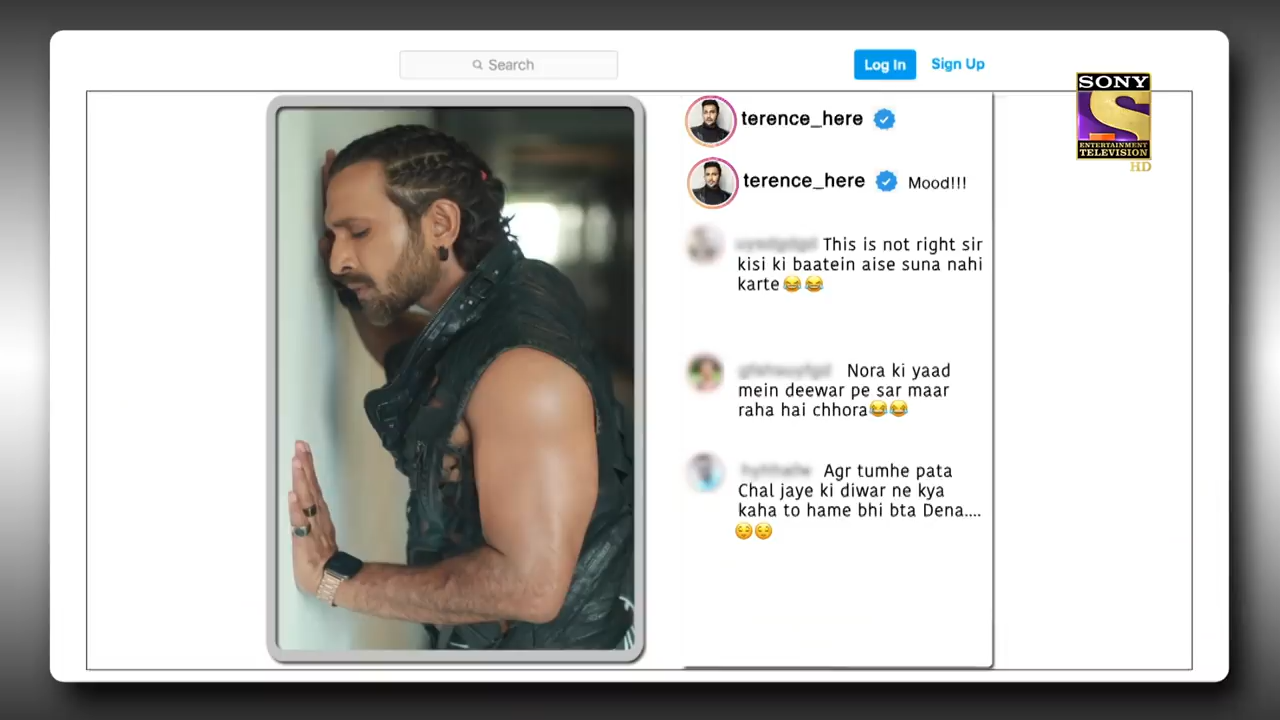 Search
Log In
Sign Up
SONY
ENTERTAINMENT
TELEVISION
HD
terence_here
terence_here Mood!!!
This is not right sir
kisi ki baatein aise suna nahi
karte😂😂
Nora ki yaad
mein deewar pe sar maar
raha hai chhora😂😂
Agr tumhe pata
Chal jaye ki diwar ne kya
kaha to hame bhi bta Dena....
😌😌